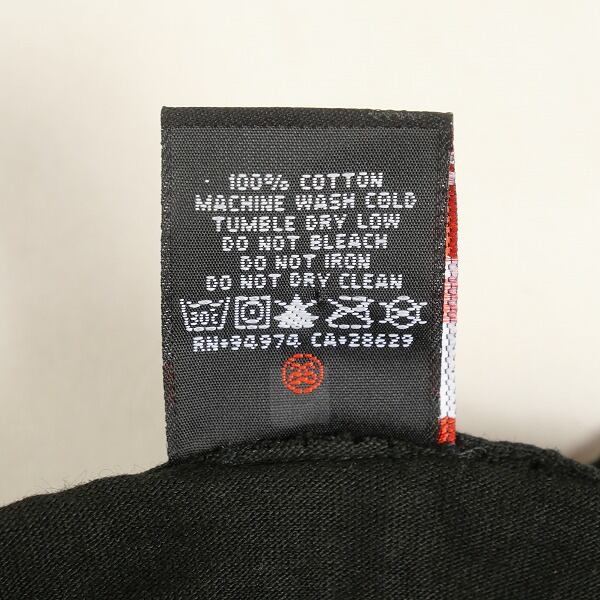 100% COTTON
MACHINE WASH COLD
TUMBLE DRY LOW
DO NOT BLEACH
DO NOT IRON
DO NOT DRY CLEAN
30°
RN*94974 CA*28629